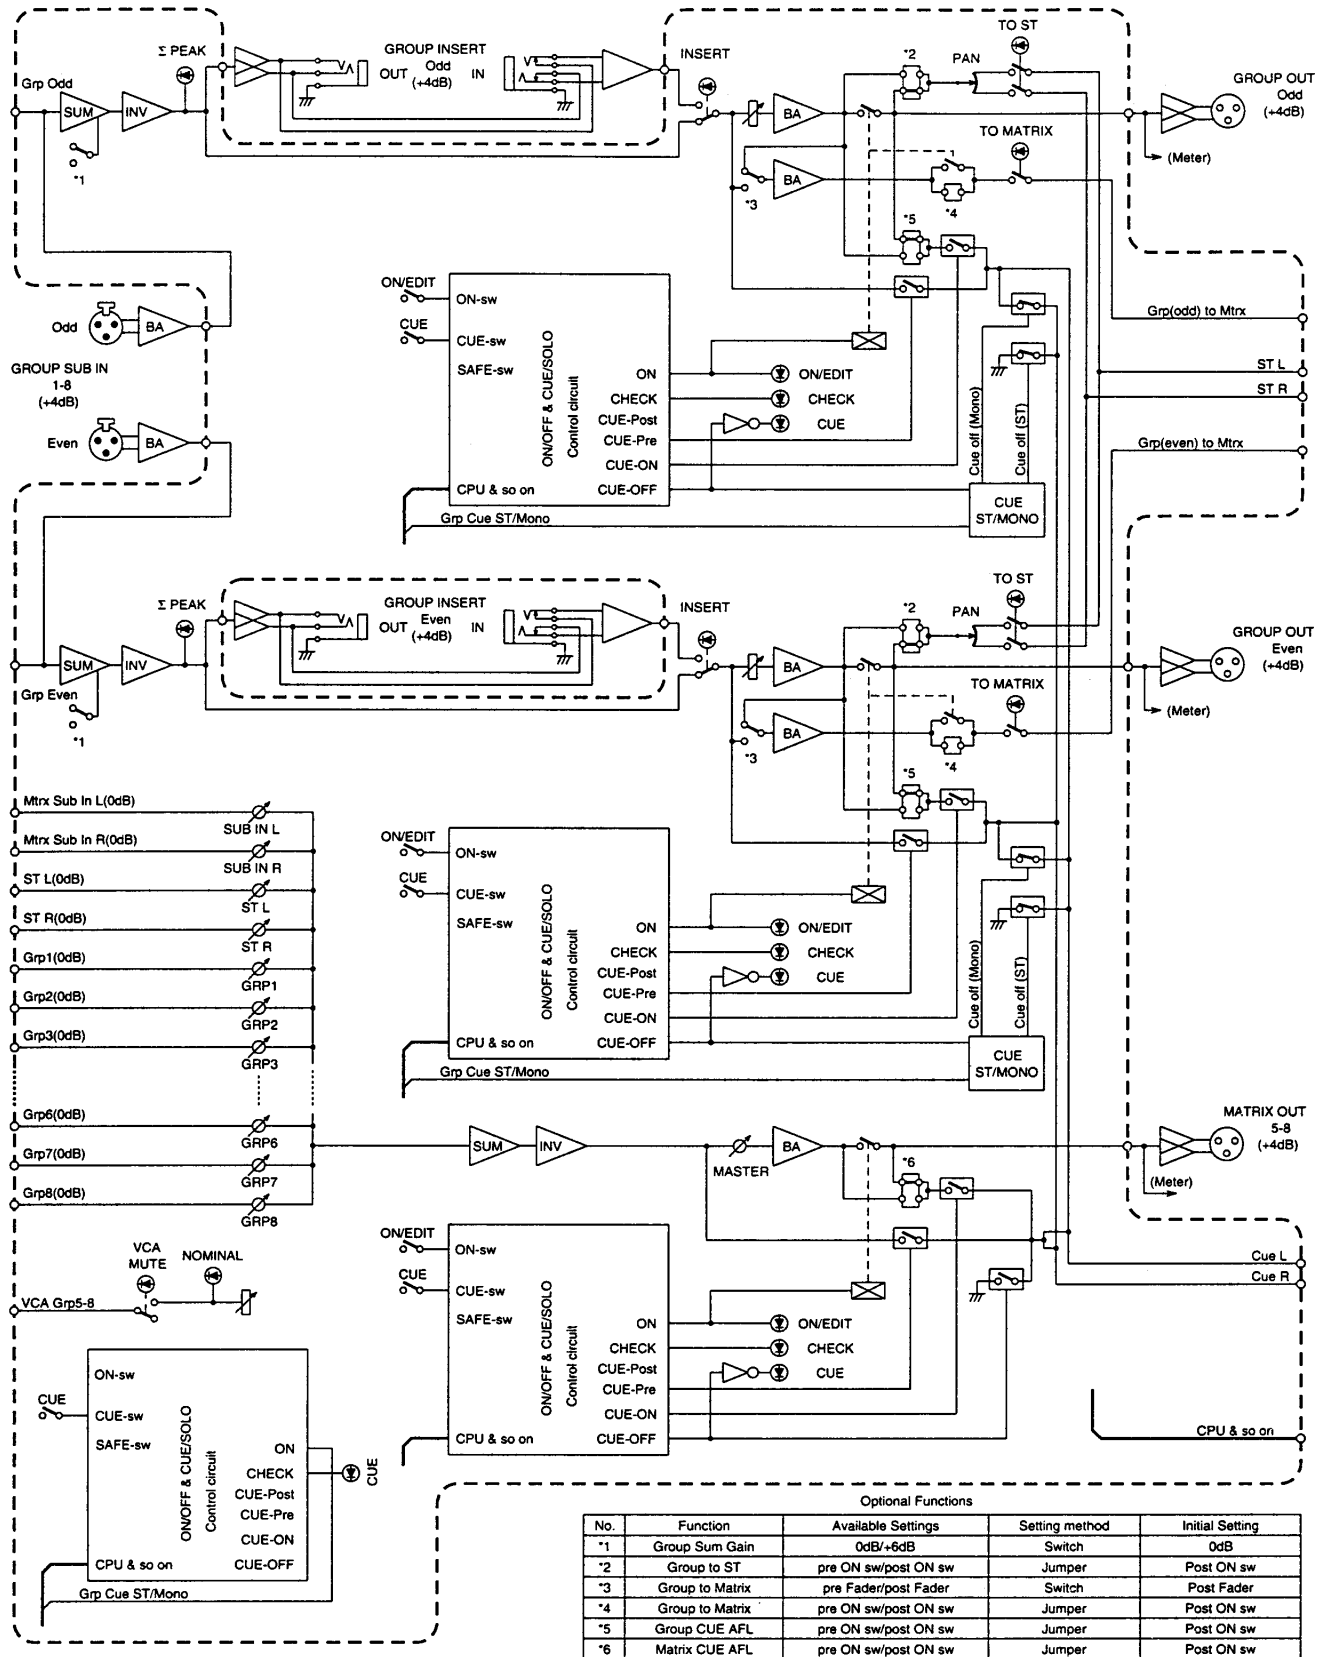 TO ST
Σ PEAK
GROUP INSERT
Odd
OUT
IN
(+4dB)
INSERT
*2
PAN
GROUP OUT
Odd
(+4dB)
Grp Odd
SUM
INV
BA
TO MATRIX
(Meter)
*1
BA
*3
*4
*5
ON/EDIT
ON-sw
CUE
CUE-sw
SAFE-sw
ON/OFF & CUE/SOLO
Control circuit
ON
CHECK
CUE-Post
CUE-Pre
CUE-ON
CUE-OFF
CPU & so on
ON/EDIT
CHECK
CUE
Grp Cue ST/Mono
Cue off (Mono)
Cue off (ST)
CUE
ST/MONO
Grp(odd) to Mtrx
ST L
ST R
Grp(even) to Mtrx
Odd
BA
GROUP SUB IN
1-8
(+4dB)
Even
BA
TO ST
Σ PEAK
GROUP INSERT
Even
OUT
IN
(+4dB)
INSERT
*2
PAN
GROUP OUT
Even
(+4dB)
SUM
INV
BA
Grp Even
TO MATRIX
(Meter)
*1
BA
*3
*4
*5
Mtrx Sub In L(0dB)
SUB IN L
Mtrx Sub In R(0dB)
SUB IN R
ST L(0dB)
ST L
ST R(0dB)
ST R
Grp1(0dB)
GRP1
Grp2(0dB)
GRP2
Grp3(0dB)
GRP3
Grp6(0dB)
GRP6
Grp7(0dB)
GRP7
Grp8(0dB)
GRP8
ON/EDIT
ON-sw
CUE
CUE-sw
SAFE-sw
ON/OFF & CUE/SOLO
Control circuit
ON
CHECK
CUE-Post
CUE-Pre
CUE-ON
CUE-OFF
CPU & so on
ON/EDIT
CHECK
CUE
Grp Cue ST/Mono
Cue off (Mono)
Cue off (ST)
CUE
ST/MONO
SUM
INV
MASTER
BA
*6
MATRIX OUT
5-8
(+4dB)
(Meter)
ON/EDIT
ON-sw
CUE
CUE-sw
SAFE-sw
ON/OFF & CUE/SOLO
Control circuit
ON
CHECK
CUE-Post
CUE-Pre
CUE-ON
CUE-OFF
CPU & so on
ON/EDIT
CHECK
CUE
Cue L
Cue R
CPU & so on
VCA
MUTE
NOMINAL
VCA Grp5-8
ON-sw
CUE
CUE-sw
SAFE-sw
ON/OFF & CUE/SOLO
Control circuit
ON
CHECK
CUE-Post
CUE-Pre
CUE-ON
CUE-OFF
CPU & so on
CUE
Grp Cue ST/Mono
Optional Functions
No. Function Available Settings Setting method Initial Setting
*1 Group Sum Gain 0dB/+6dB Switch 0dB
*2 Group to ST pre ON sw/post ON sw Jumper Post ON sw
*3 Group to Matrix pre Fader/post Fader Switch Post Fader
*4 Group to Matrix pre ON sw/post ON sw Jumper Post ON sw
*5 Group CUE AFL pre ON sw/post ON sw Jumper Post ON sw
*6 Matrix CUE AFL pre ON sw/post ON sw Jumper Post ON sw